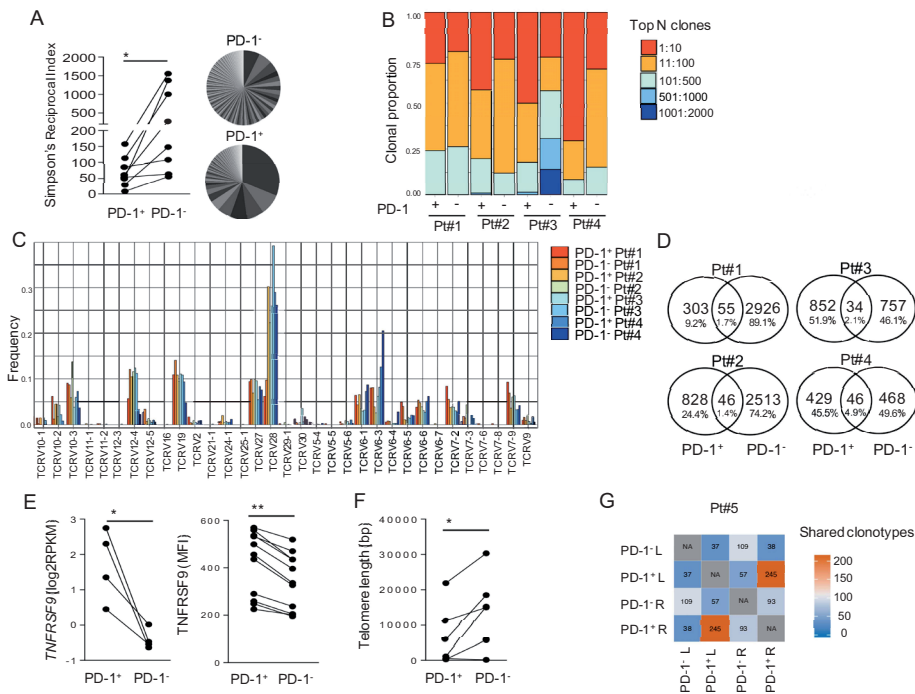 A
PD-1-
*
Simpson's Reciprocal Index
2000
1500
1000
500
200
150
100
50
0
PD-1+ PD-1-
PD-1+
B
Clonal proportion
1.00
0.75
0.50
0.25
0.00
PD-1
+ - + - + - + -
Pt#1 Pt#2 Pt#3 Pt#4
Top N clones
1:10
11:100
101:500
501:1000
1001:2000
C
Frequency
0.3
0.2
0.1
0.0
TCRV10-1
TCRV10-2
TCRV10-3
TCRV11-1
TCRV11-2
TCRV12-3
TCRV12-4
TCRV12-5
TCRV16
TCRV19
TCRV2
TCRV21-1
TCRV24-1
TCRV25-1
TCRV27
TCRV28
TCRV29-1
TCRV30
TCRV5-4
TCRV5-5
TCRV5-6
TCRV6-1
TCRV6-3
TCRV6-4
TCRV6-5
TCRV6-6
TCRV6-7
TCRV7-2
TCRV7-3
TCRV7-6
TCRV7-8
TCRV7-9
TCRV9
PD-1+ Pt#1
PD-1- Pt#1
PD-1+ Pt#2
PD-1- Pt#2
PD-1+ Pt#3
PD-1- Pt#3
PD-1+ Pt#4
PD-1- Pt#4
D
Pt#1
303 55 2926
9.2% 1.7% 89.1%
Pt#3
852 34 757
51.9% 2.1% 46.1%
Pt#2
828 46 2513
24.4% 1.4% 74.2%
Pt#4
429 46 468
45.5% 4.9% 49.6%
PD-1+ PD-1- PD-1+ PD-1-
E
*
TNFRSF9 [log2RPKM)
3
2
1
0
-1
PD-1+ PD-1-
**
TNFRSF9 (MFI)
600
400
200
0
PD-1+ PD-1-
F
*
Telomere length [bp)
40000
30000
20000
10000
0
PD-1+ PD-1-
G
Pt#5
PD-1- L NA 37 109 38
PD-1+ L 37 NA 57 245
PD-1- R 109 57 NA 93
PD-1+ R 38 245 93 NA
PD-1- L
PD-1+ L
PD-1- R
PD-1+ R
Shared clonotypes
200
150
100
50
0